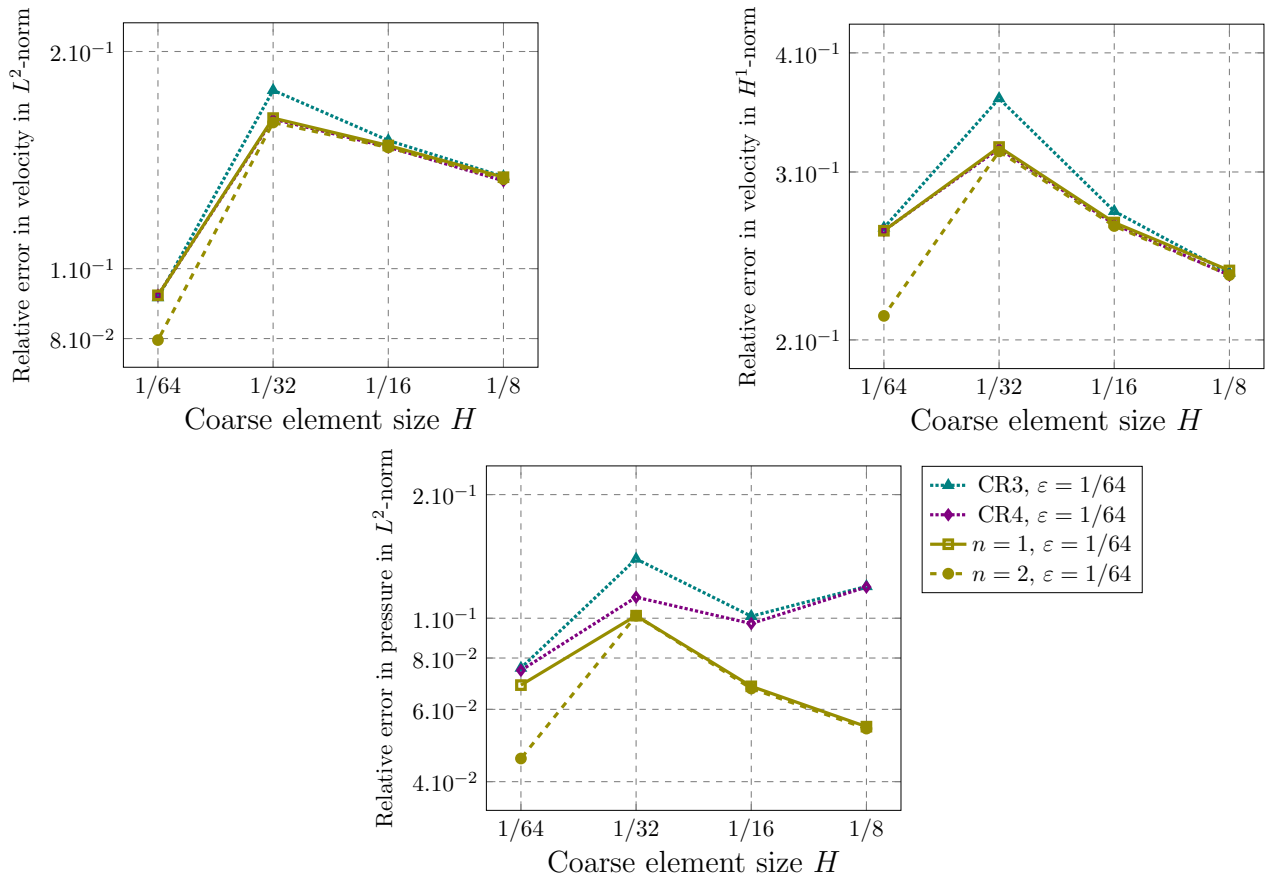 Relative error in velocity in L²-norm
2.10⁻¹
1.10⁻¹
8.10⁻²
1/64
1/32
1/16
1/8
Coarse element size H
Relative error in velocity in H¹-norm
4.10⁻¹
3.10⁻¹
2.10⁻¹
1/64
1/32
1/16
1/8
Coarse element size H
Relative error in pressure in L²-norm
2.10⁻¹
1.10⁻¹
8.10⁻²
6.10⁻²
4.10⁻²
1/64
1/32
1/16
1/8
Coarse element size H
CR3, ε = 1/64
CR4, ε = 1/64
n = 1, ε = 1/64
n = 2, ε = 1/64